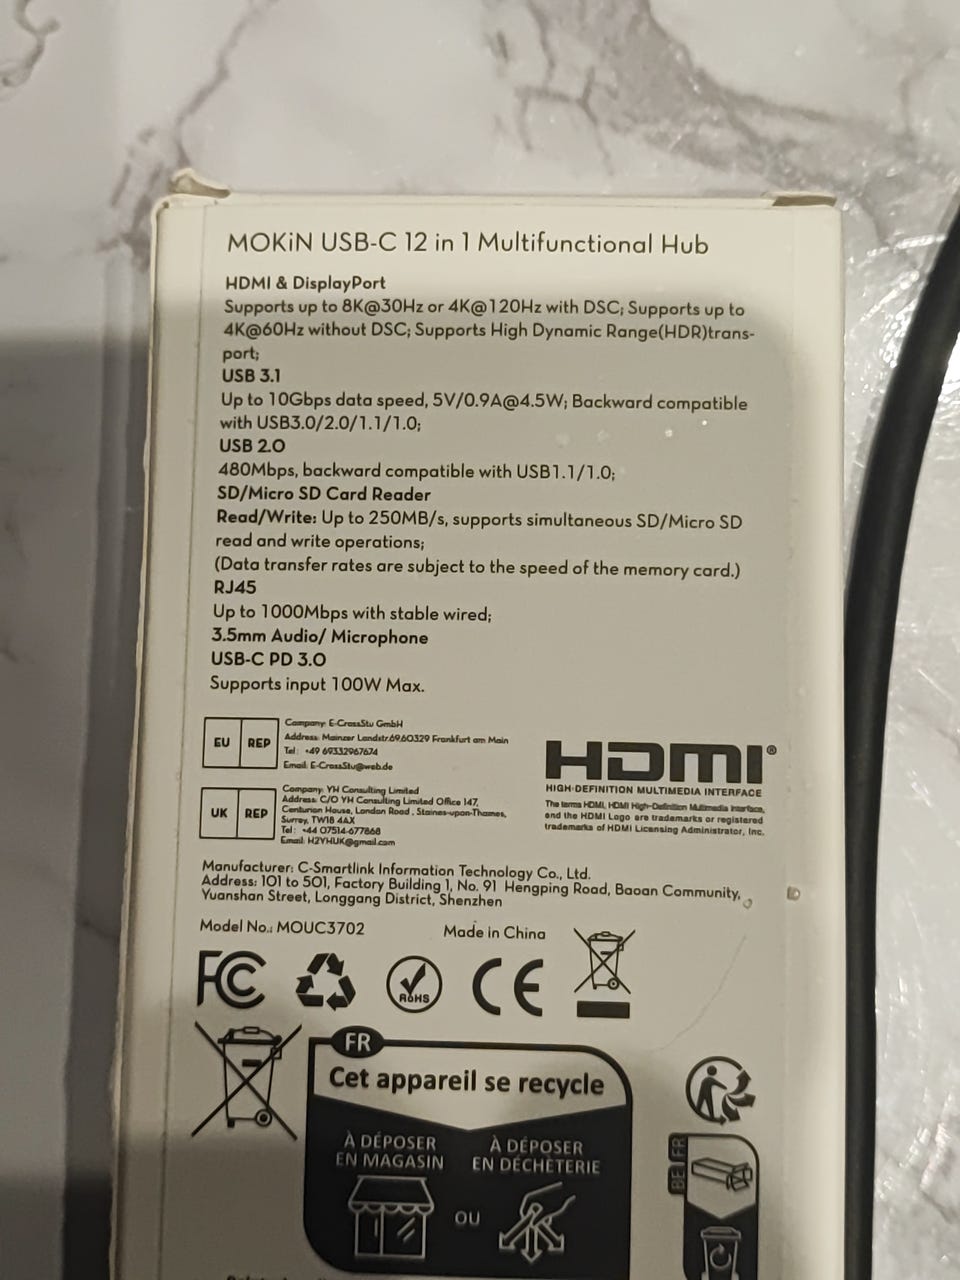 MOKiN USB-C 12 in 1 Multifunctional Hub
HDMI & DisplayPort
Supports up to 8K@30Hz or 4K@120Hz with DSC; Supports up to
4K@60Hz without DSC; Supports High Dynamic Range(HDR)trans-
port;
USB 3.1
Up to 10Gbps data speed, 5V/0.9A@4.5W; Backward compatible
with USB3.0/2.0/1.1/1.0;
USB 2.0
480Mbps, backward compatible with USB1.1/1.0;
SD/Micro SD Card Reader
Read/Write: Up to 250MB/s, supports simultaneous SD/Micro SD
read and write operations;
(Data transfer rates are subject to the speed of the memory card.)
RJ45
Up to 1000Mbps with stable wired;
3.5mm Audio/ Microphone
USB-C PD 3.0
Supports input 100W Max.
EU REP
Company: E-CrossStu GmbH
Address: Mainzer Landstr.69,60329 Frankfurt am Main
Tel: +49 69332967674
Email: E-CrossStu@web.de
UK REP
Company: YH Consulting Limited
Address: C/O YH Consulting Limited Office 147,
Centurion House, London Road, Staines-upon-Thames,
Surrey, TW18 4AX
Tel: +44 07514-677868
Email: H2YHUK@gmail.com
HDMI®
HIGH-DEFINITION MULTIMEDIA INTERFACE
The terms HDMI, HDMI High-Definition Multimedia Interface,
and the HDMI Logo are trademarks or registered
trademarks of HDMI Licensing Administrator, Inc.
Manufacturer: C-Smartlink Information Technology Co., Ltd.
Address: 101 to 501, Factory Building 1, No. 91 Hengping Road, Baoan Community,
Yuanshan Street, Longgang District, Shenzhen
Model No.: MOUC3702 Made in China
FC
RoHS
CE
FR
Cet appareil se recycle
À DÉPOSER
EN MAGASIN
OU
À DÉPOSER
EN DÉCHÈTERIE
BE|FR